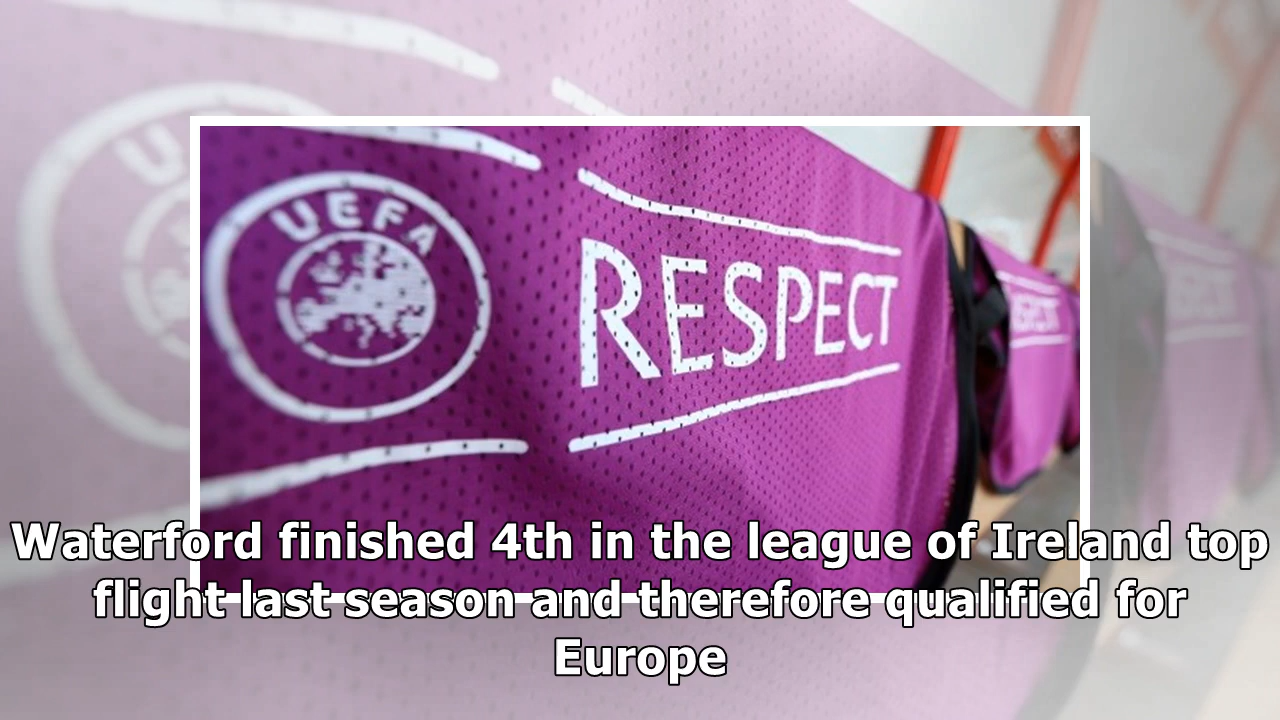 UEFA
RESPECT
RESPECT
Waterford finished 4th in the league of Ireland top
flight last season and therefore qualified for
Europe